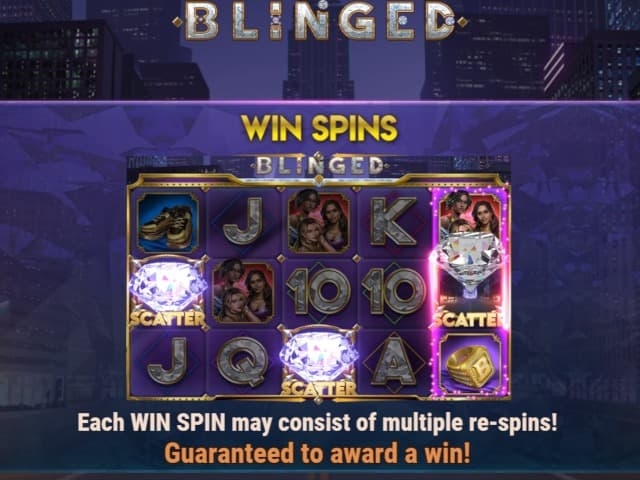 BLINGED
WIN SPINS
BLINGED
J K
SCATTER 10 10 SCATTER
J Q SCATTER A
Each WIN SPIN may consist of multiple re-spins!
Guaranteed to award a win!